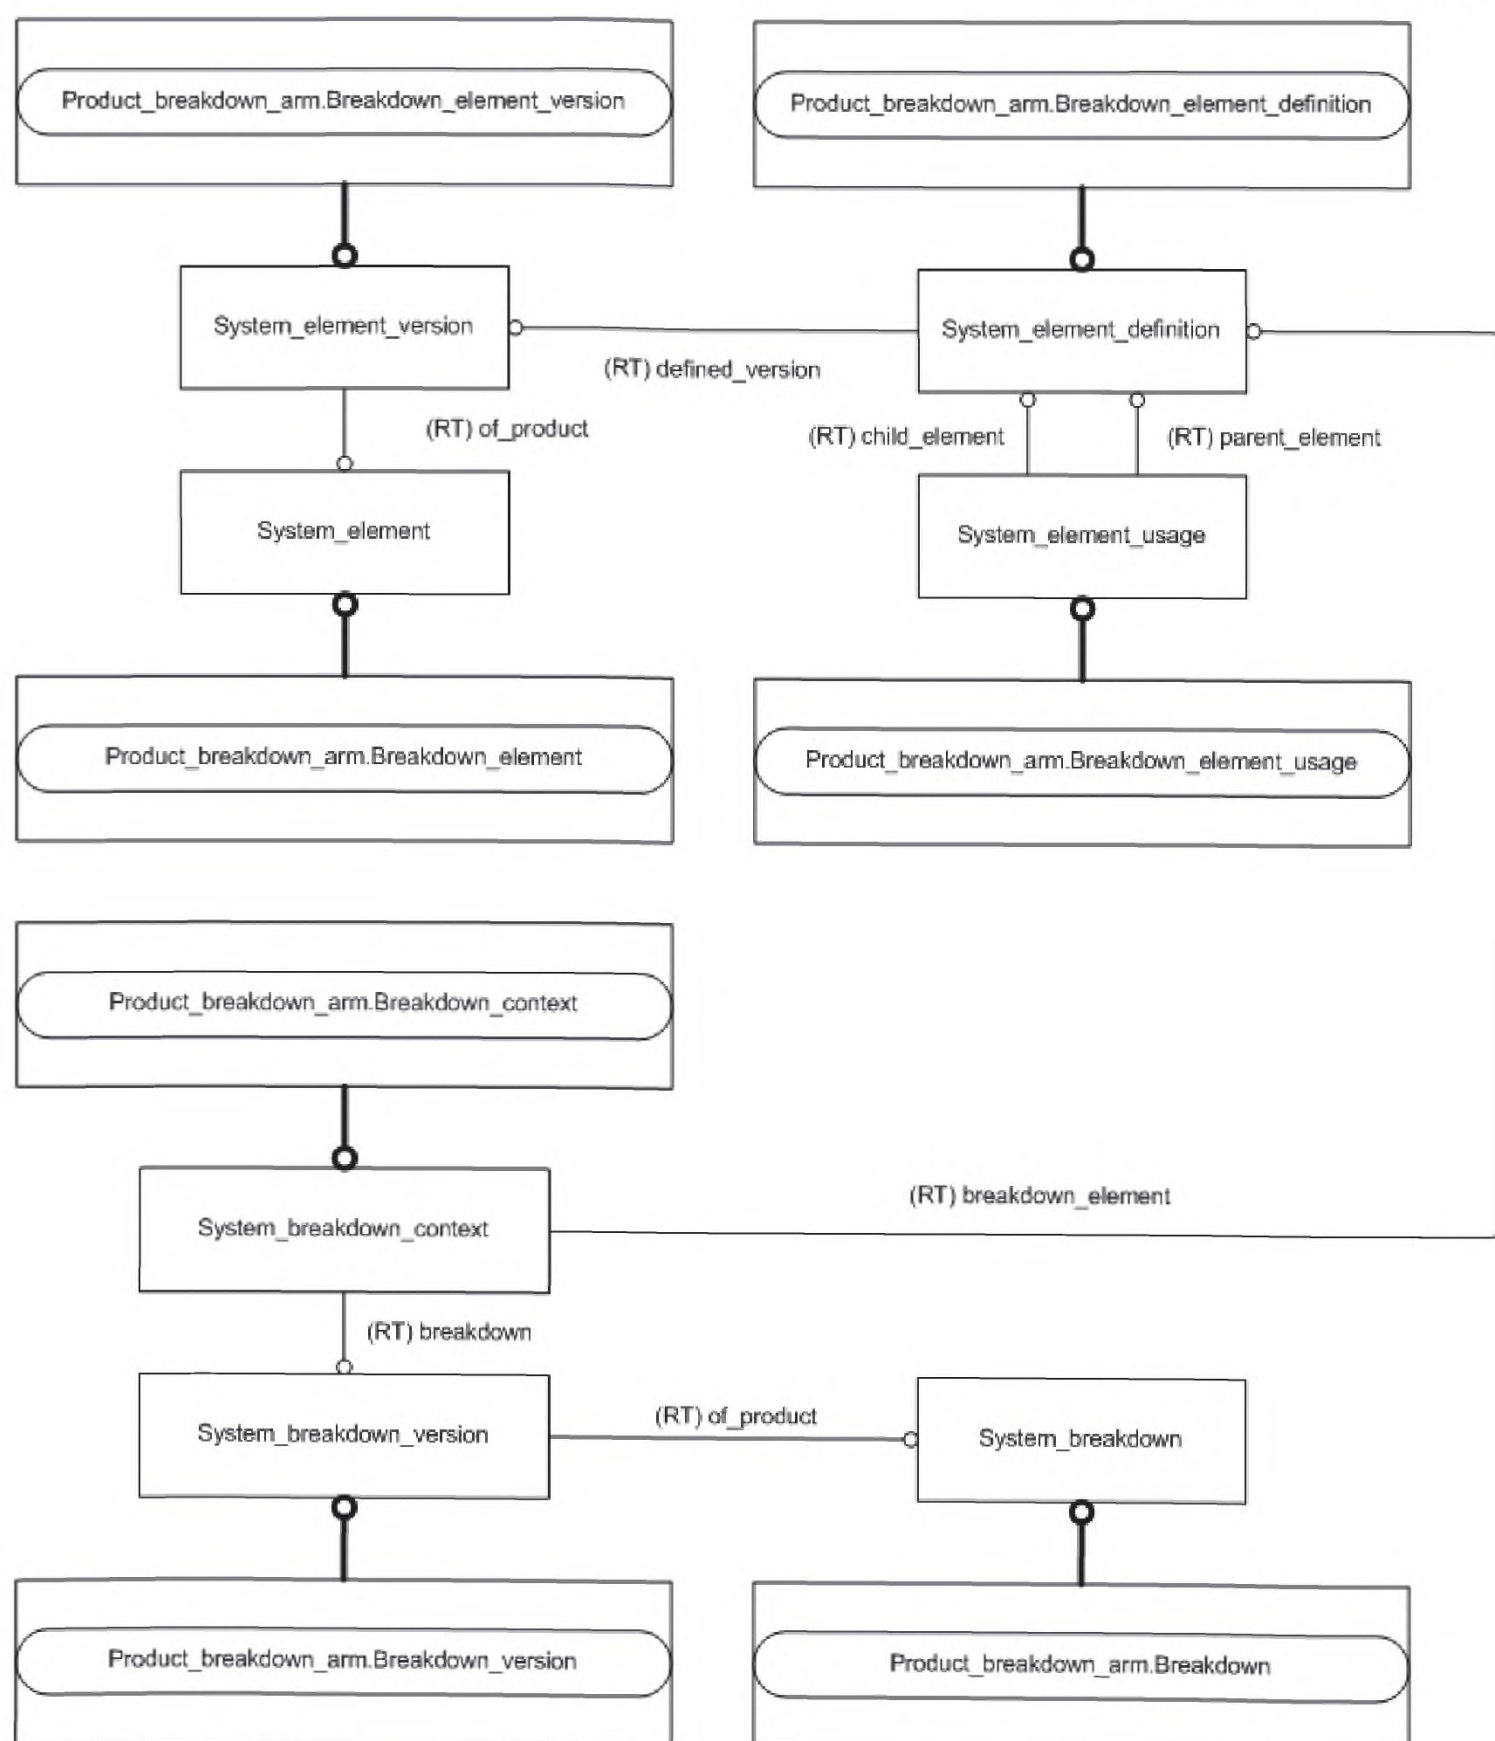 Product_breakdown_arm.Breakdown_element_version
Product_breakdown_arm.Breakdown_element_definition
System_element_version
System_element_definition
(RT) defined_version
(RT) of_product
(RT) child_element
(RT) parent_element
System_element
System_element_usage
Product_breakdown_arm.Breakdown_element
Product_breakdown_arm.Breakdown_element_usage
Product_breakdown_arm.Breakdown_context
(RT) breakdown_element
System_breakdown_context
(RT) breakdown
(RT) of_product
System_breakdown_version
System_breakdown
Product_breakdown_arm.Breakdown_version
Product_breakdown_arm.Breakdown